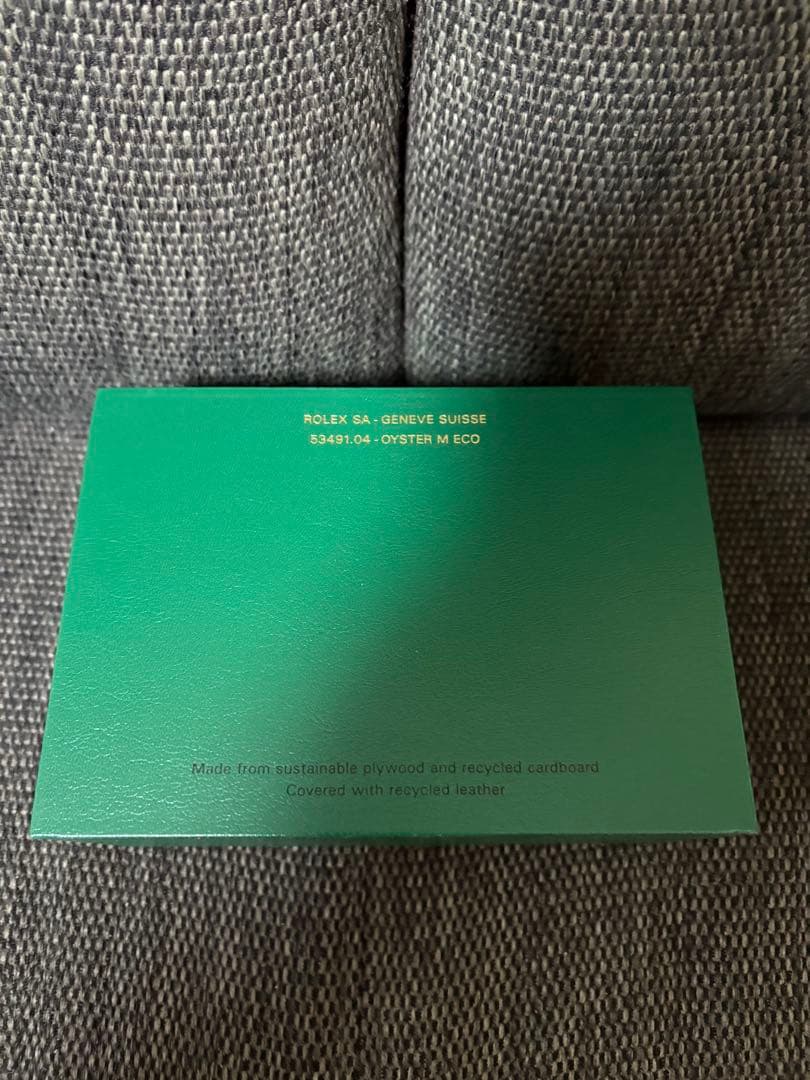 ROLEX SA - GENEVE SUISSE
53491.04 - OYSTER M ECO
Made from sustainable plywood and recycled cardboard
Covered with recycled leather